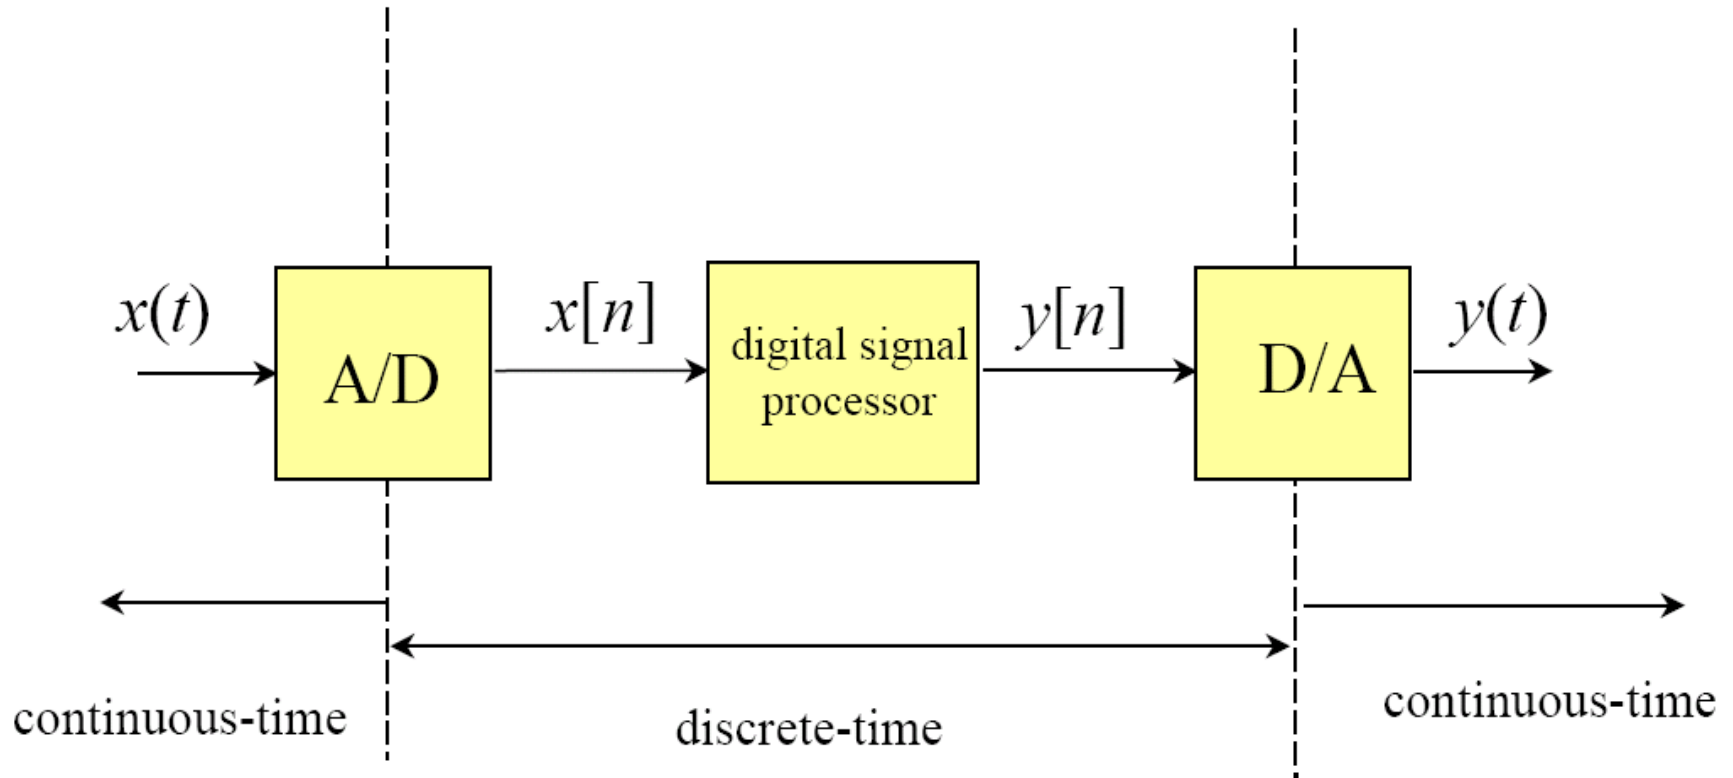 x(t)
A/D
x[n]
digital signal
processor
y[n]
D/A
y(t)
continuous-time
discrete-time
continuous-time